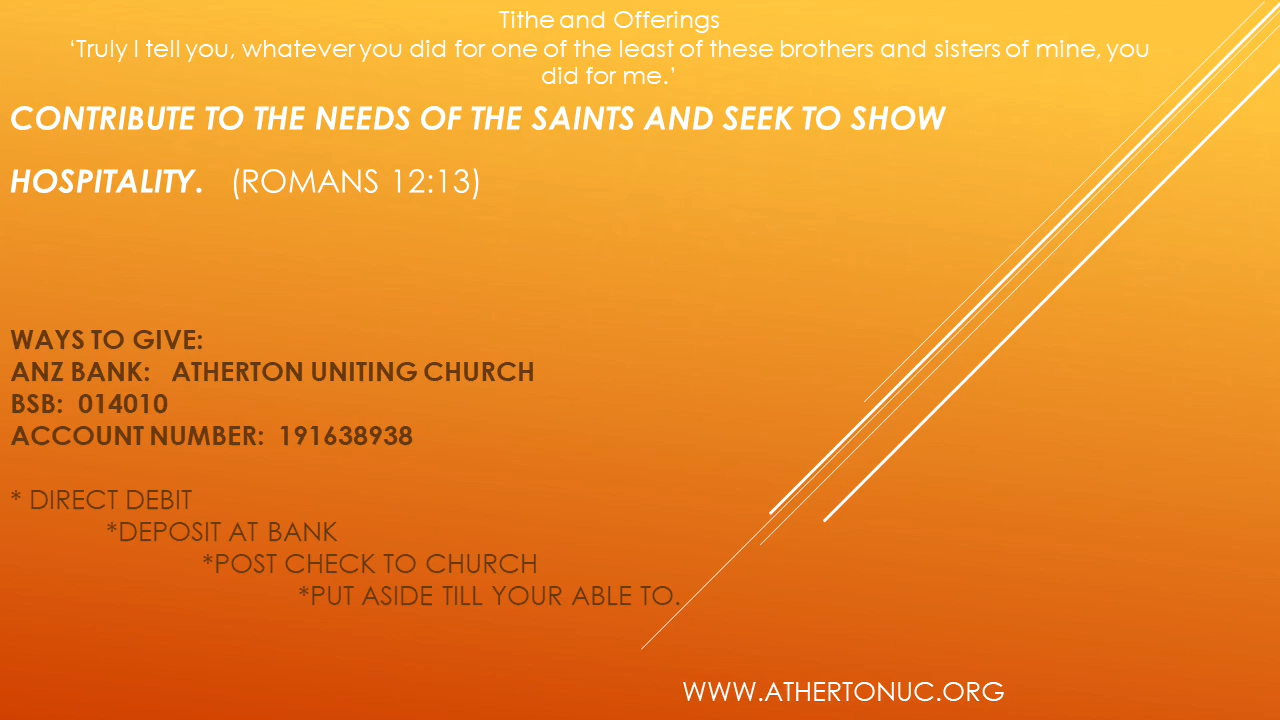 Tithe and Offerings
‘Truly I tell you, whatever you did for one of the least of these brothers and sisters of mine, you
did for me.’
CONTRIBUTE TO THE NEEDS OF THE SAINTS AND SEEK TO SHOW
HOSPITALITY. (ROMANS 12:13)
WAYS TO GIVE:
ANZ BANK: ATHERTON UNITING CHURCH
BSB: 014010
ACCOUNT NUMBER: 191638938
* DIRECT DEBIT
*DEPOSIT AT BANK
*POST CHECK TO CHURCH
*PUT ASIDE TILL YOUR ABLE TO.
WWW.ATHERTONUC.ORG